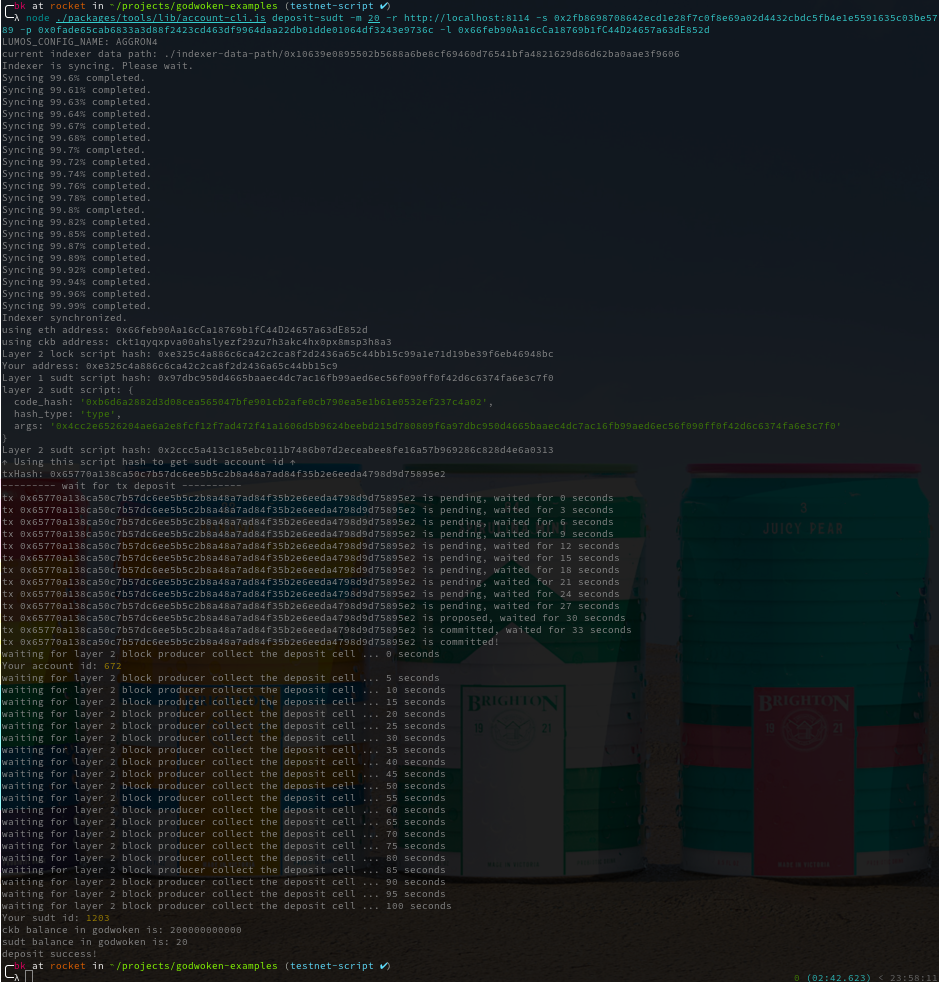 bk at rocket in ~/projects/godwoken-examples (testnet-script ✔)
λ node ./packages/tools/lib/account-cli.js deposit-sudt -m 20 -r http://localhost:8114 -s 0x2fb8698708642ecd1e28f7c0f8e69a02d4432cbdc5fb4e1e5591635c03be57
89 -p 0x0fade65cab6833a3d88f2423cd463df9964daa22db01dde01064df3243e9736c -l 0x66feb90Aa16cCa18769b1fC44D24657a63dE852d
LUMOS_CONFIG_NAME: AGGRON4
current indexer data path: ./indexer-data-path/0x10639e0895502b5688a6be8cf69460d76541bfa4821629d86d62ba0aae3f9606
Indexer is syncing. Please wait.
Syncing 99.6% completed.
Syncing 99.61% completed.
Syncing 99.63% completed.
Syncing 99.64% completed.
Syncing 99.67% completed.
Syncing 99.68% completed.
Syncing 99.7% completed.
Syncing 99.72% completed.
Syncing 99.74% completed.
Syncing 99.76% completed.
Syncing 99.78% completed.
Syncing 99.8% completed.
Syncing 99.82% completed.
Syncing 99.85% completed.
Syncing 99.87% completed.
Syncing 99.89% completed.
Syncing 99.92% completed.
Syncing 99.94% completed.
Syncing 99.96% completed.
Syncing 99.99% completed.
Indexer synchronized.
using eth address: 0x66feb90Aa16cCa18769b1fC44D24657a63dE852d
using ckb address: ckt1qyqxpva00ahslyezf29zu7h3akc4hx0px8msp3h8a3
Layer 2 lock script hash: 0xe325c4a886c6ca42c2ca8f2d2436a65c44bb15c99a1e71d19be39f6eb46948bc
Your address: 0xe325c4a886c6ca42c2ca8f2d2436a65c44bb15c9
Layer 1 sudt script hash: 0x97dbc950d4665baaec4dc7ac16fb99aed6ec56f090ff0f42d6c6374fa6e3c7f0
layer 2 sudt script: {
code_hash: '0xb6d6a2882d3d08cea565047bfe901cb2afe0cb790ea5e1b61e0532ef237c4a02',
hash_type: 'type',
args: '0x4cc2e6526204ae6a2e8fcf12f7ad472f41a1606d5b9624beebd215d780809f6a97dbc950d4665baaec4dc7ac16fb99aed6ec56f090ff0f42d6c6374fa6e3c7f0'
}
Layer 2 sudt script hash: 0x2ccc5a413c185ebc011b7486b07d2eceabee8fe16a57b969286c828d4e6a0313
↑ Using this script hash to get sudt account id ↑
txHash: 0x65770a138ca50c7b57dc6ee5b5c2b8a48a7ad84f35b2e6eeda4798d9d75895e2
--------- wait for tx deposit ----------
tx 0x65770a138ca50c7b57dc6ee5b5c2b8a48a7ad84f35b2e6eeda4798d9d75895e2 is pending, waited for 0 seconds
tx 0x65770a138ca50c7b57dc6ee5b5c2b8a48a7ad84f35b2e6eeda4798d9d75895e2 is pending, waited for 3 seconds
tx 0x65770a138ca50c7b57dc6ee5b5c2b8a48a7ad84f35b2e6eeda4798d9d75895e2 is pending, waited for 6 seconds
tx 0x65770a138ca50c7b57dc6ee5b5c2b8a48a7ad84f35b2e6eeda4798d9d75895e2 is pending, waited for 9 seconds
tx 0x65770a138ca50c7b57dc6ee5b5c2b8a48a7ad84f35b2e6eeda4798d9d75895e2 is pending, waited for 12 seconds
tx 0x65770a138ca50c7b57dc6ee5b5c2b8a48a7ad84f35b2e6eeda4798d9d75895e2 is pending, waited for 15 seconds
tx 0x65770a138ca50c7b57dc6ee5b5c2b8a48a7ad84f35b2e6eeda4798d9d75895e2 is pending, waited for 18 seconds
tx 0x65770a138ca50c7b57dc6ee5b5c2b8a48a7ad84f35b2e6eeda4798d9d75895e2 is pending, waited for 21 seconds
tx 0x65770a138ca50c7b57dc6ee5b5c2b8a48a7ad84f35b2e6eeda4798d9d75895e2 is pending, waited for 24 seconds
tx 0x65770a138ca50c7b57dc6ee5b5c2b8a48a7ad84f35b2e6eeda4798d9d75895e2 is pending, waited for 27 seconds
tx 0x65770a138ca50c7b57dc6ee5b5c2b8a48a7ad84f35b2e6eeda4798d9d75895e2 is proposed, waited for 30 seconds
tx 0x65770a138ca50c7b57dc6ee5b5c2b8a48a7ad84f35b2e6eeda4798d9d75895e2 is committed, waited for 33 seconds
tx 0x65770a138ca50c7b57dc6ee5b5c2b8a48a7ad84f35b2e6eeda4798d9d75895e2 is committed!
waiting for layer 2 block producer collect the deposit cell ... 0 seconds
Your account id: 672
waiting for layer 2 block producer collect the deposit cell ... 5 seconds
waiting for layer 2 block producer collect the deposit cell ... 10 seconds
waiting for layer 2 block producer collect the deposit cell ... 15 seconds
waiting for layer 2 block producer collect the deposit cell ... 20 seconds
waiting for layer 2 block producer collect the deposit cell ... 25 seconds
waiting for layer 2 block producer collect the deposit cell ... 30 seconds
waiting for layer 2 block producer collect the deposit cell ... 35 seconds
waiting for layer 2 block producer collect the deposit cell ... 40 seconds
waiting for layer 2 block producer collect the deposit cell ... 45 seconds
waiting for layer 2 block producer collect the deposit cell ... 50 seconds
waiting for layer 2 block producer collect the deposit cell ... 55 seconds
waiting for layer 2 block producer collect the deposit cell ... 60 seconds
waiting for layer 2 block producer collect the deposit cell ... 65 seconds
waiting for layer 2 block producer collect the deposit cell ... 70 seconds
waiting for layer 2 block producer collect the deposit cell ... 75 seconds
waiting for layer 2 block producer collect the deposit cell ... 80 seconds
waiting for layer 2 block producer collect the deposit cell ... 85 seconds
waiting for layer 2 block producer collect the deposit cell ... 90 seconds
waiting for layer 2 block producer collect the deposit cell ... 95 seconds
waiting for layer 2 block producer collect the deposit cell ... 100 seconds
Your sudt id: 1203
ckb balance in godwoken is: 200000000000
sudt balance in godwoken is: 20
deposit success!
bk at rocket in ~/projects/godwoken-examples (testnet-script ✔)
λ
0 (02:42.623) < 23:58:11
3
JUICY PEAR
BRIGHTON
19 21
BRIGHTON
19 21